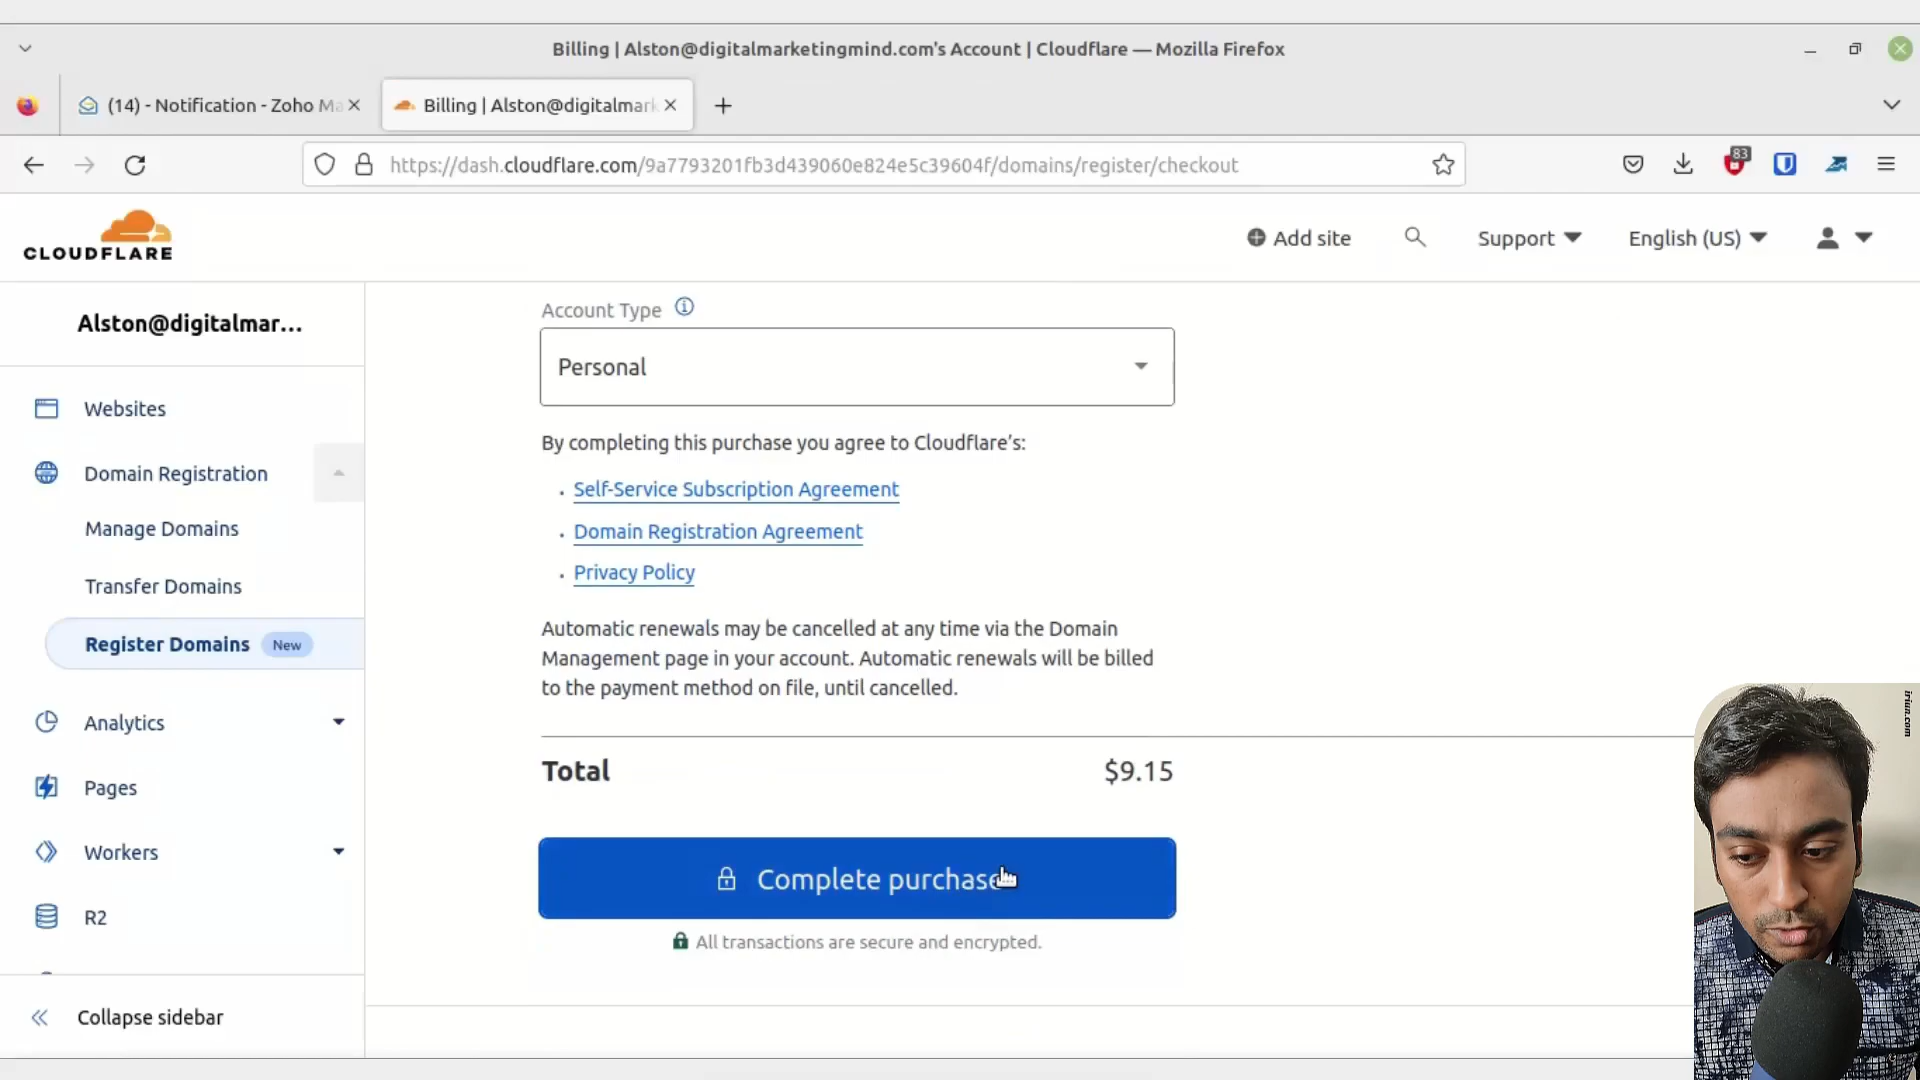 Billing | Alston@digitalmarketingmind.com's Account | Cloudflare — Mozilla Firefox
(14) - Notification - Zoho Ma
Billing | Alston@digitalmark
https://dash.cloudflare.com/9a7793201fb3d439060e824e5c39604f/domains/register/checkout
83
CLOUDFLARE
Add site
Support
English (US)
Alston@digitalmar...
Websites
Domain Registration
Manage Domains
Transfer Domains
Register Domains New
Analytics
Pages
Workers
R2
Collapse sidebar
Account Type
Personal
By completing this purchase you agree to Cloudflare's:
Self-Service Subscription Agreement
Domain Registration Agreement
Privacy Policy
Automatic renewals may be cancelled at any time via the Domain
Management page in your account. Automatic renewals will be billed
to the payment method on file, until cancelled.
Total $9.15
Complete purchase
All transactions are secure and encrypted.
iriun.com